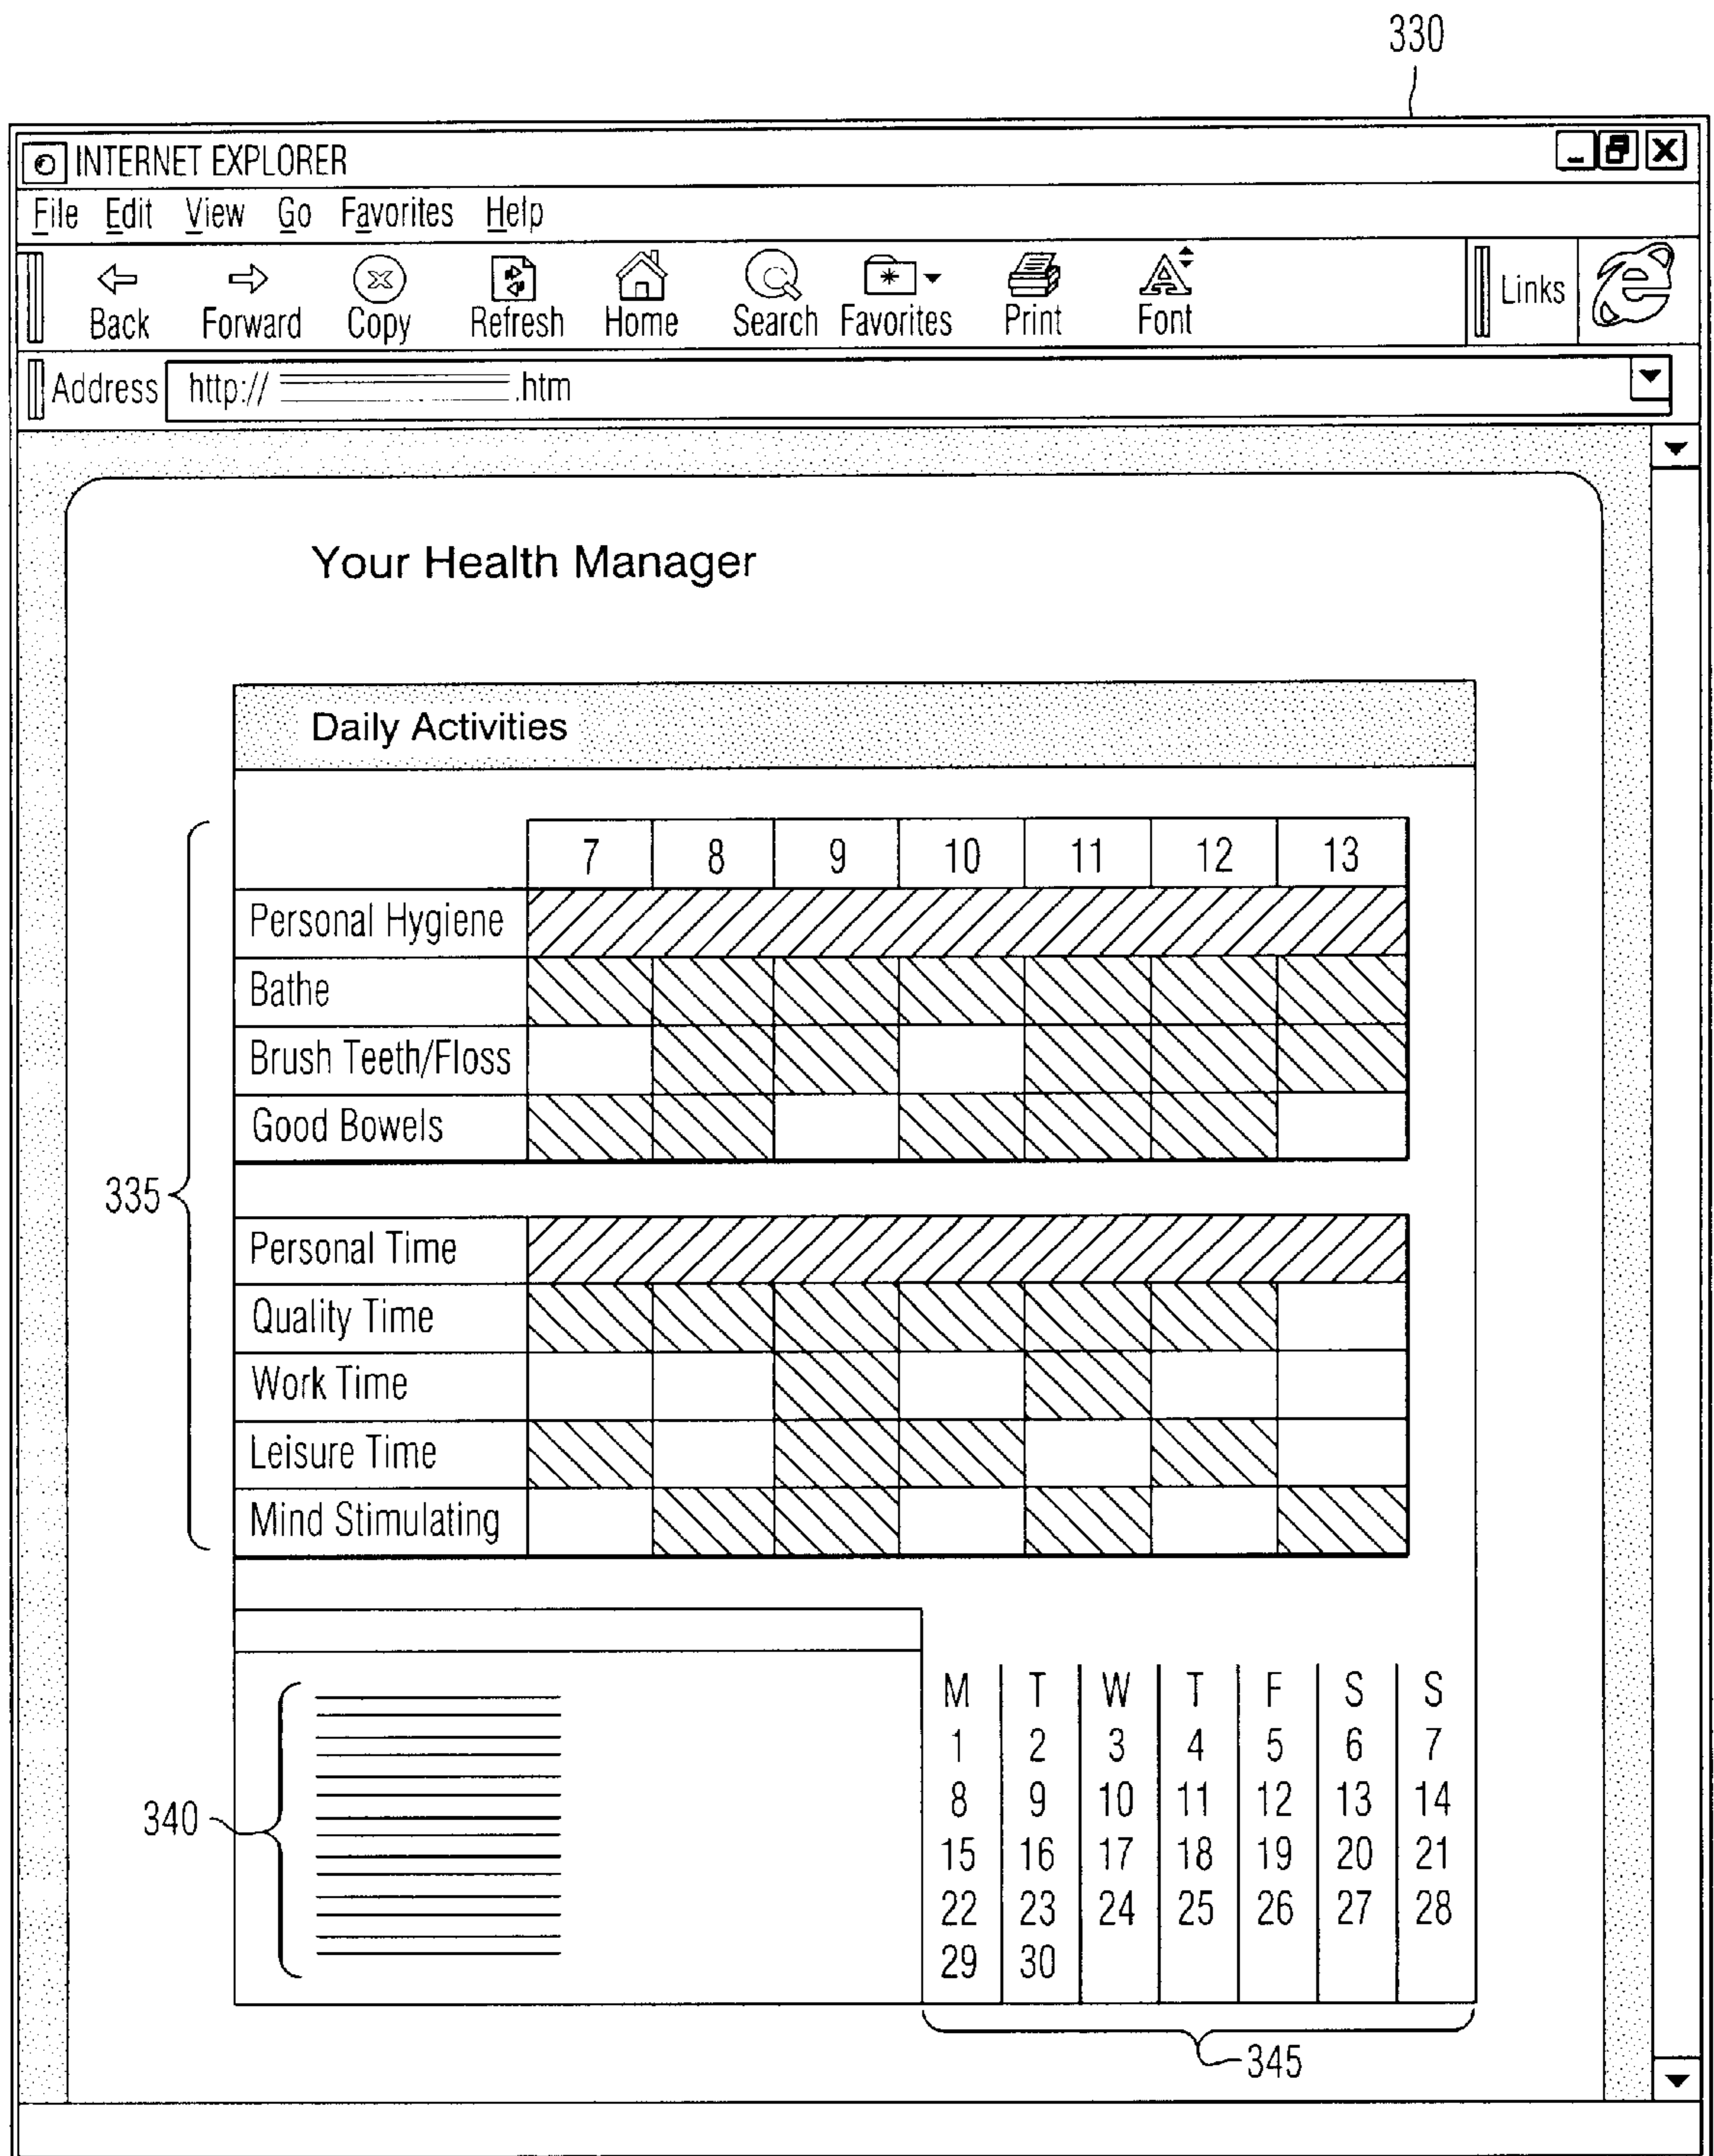 330
INTERNET EXPLORER
File Edit View Go Favorites Help
Back Forward Copy Refresh Home Search Favorites Print Font Links
Address http:// .htm
Your Health Manager
Daily Activities
7 8 9 10 11 12 13
Personal Hygiene
Bathe
Brush Teeth/Floss
Good Bowels
335
Personal Time
Quality Time
Work Time
Leisure Time
Mind Stimulating
340
M T W T F S S
1 2 3 4 5 6 7
8 9 10 11 12 13 14
15 16 17 18 19 20 21
22 23 24 25 26 27 28
29 30
345